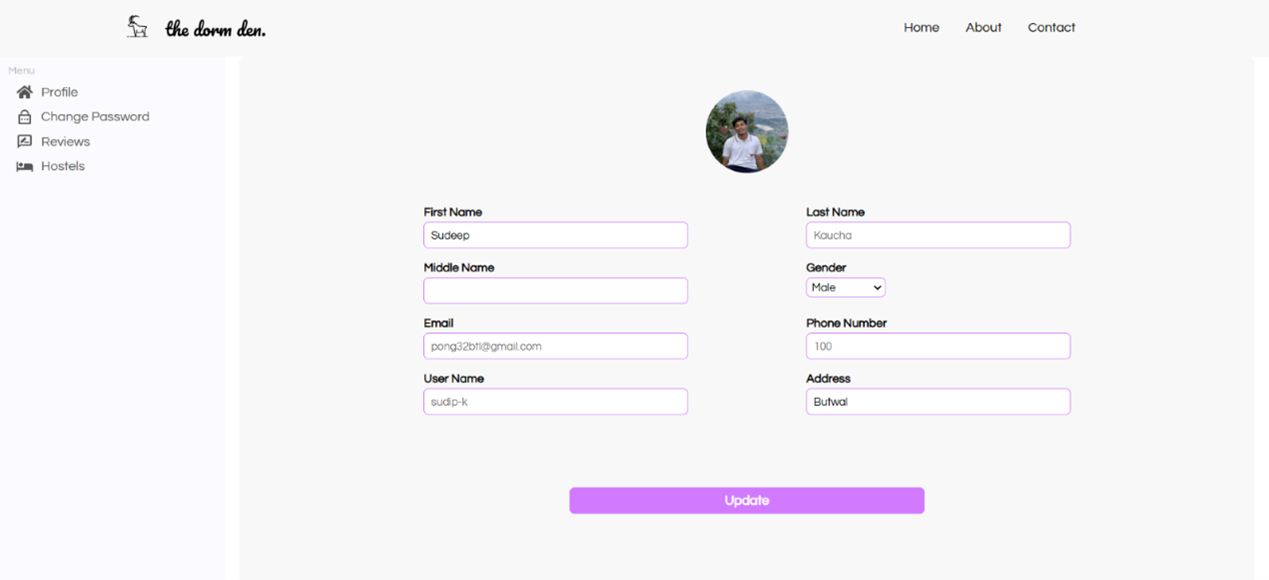 the dorm den.
Home About Contact
Menu
Profile
Change Password
Reviews
Hostels
First Name Last Name
Sudeep Kaucha
Middle Name Gender
Male
Email Phone Number
pong32btl@gmail.com 100
User Name Address
sudip-k Butwal
Update